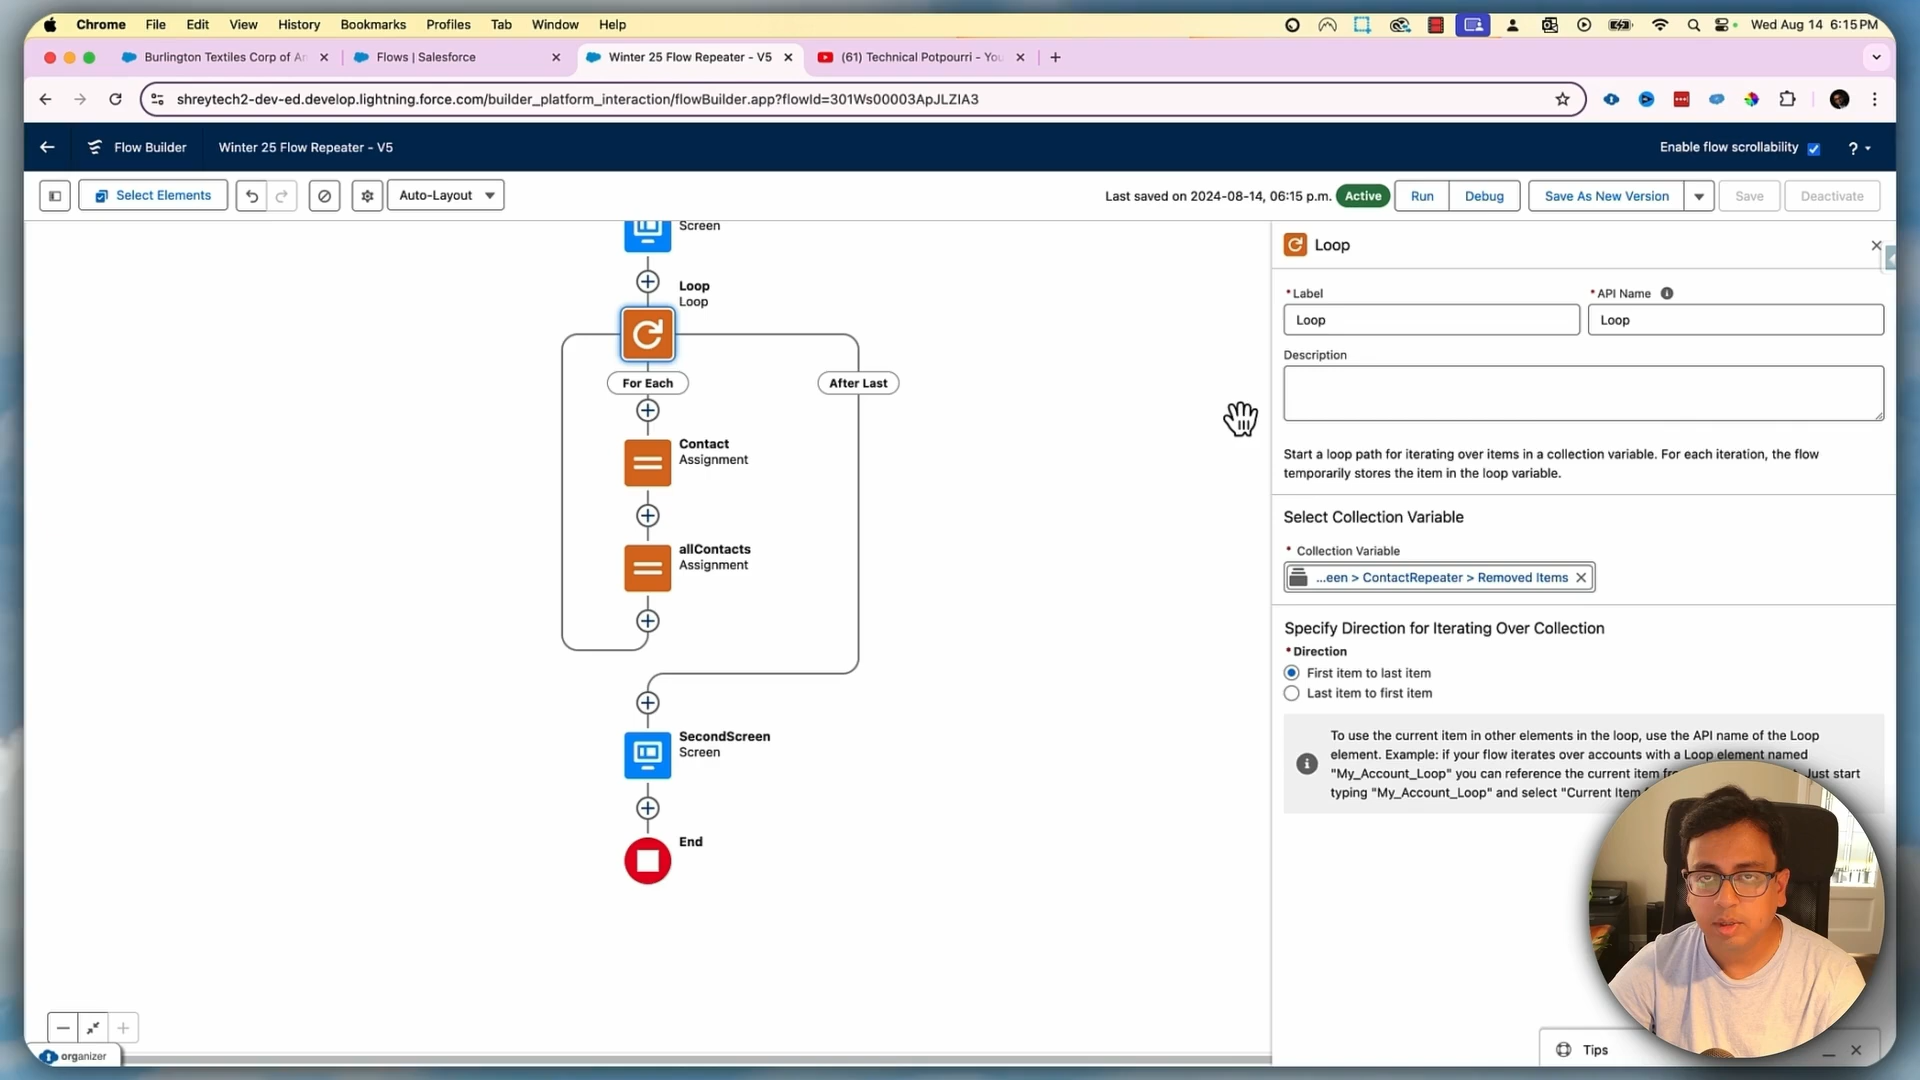 Chrome File Edit View History Bookmarks Profiles Tab Window Help
Wed Aug 14 6:15 PM
Burlington Textiles Corp of Am
Flows | Salesforce
Winter 25 Flow Repeater - V5
(61) Technical Potpourri - You
shreytech2-dev-ed.develop.lightning.force.com/builder_platform_interaction/flowBuilder.app?flowId=301Ws00003ApJLZIA3
Flow Builder
Winter 25 Flow Repeater - V5
Enable flow scrollability
?
Select Elements
Auto-Layout
Last saved on 2024-08-14, 06:15 p.m.
Active
Run
Debug
Save As New Version
Save
Deactivate
Screen
Loop
Loop
For Each
After Last
Contact
Assignment
allContacts
Assignment
SecondScreen
Screen
End
organizer
Loop
* Label
* API Name
Loop
Loop
Description
Start a loop path for iterating over items in a collection variable. For each iteration, the flow
temporarily stores the item in the loop variable.
Select Collection Variable
* Collection Variable
...een > ContactRepeater > Removed Items
Specify Direction for Iterating Over Collection
* Direction
First item to last item
Last item to first item
To use the current item in other elements in the loop, use the API name of the Loop
element. Example: if your flow iterates over accounts with a Loop element named
"My_Account_Loop" you can reference the current item Just start
typing "My_Account_Loop" and select "Current Item
Tips